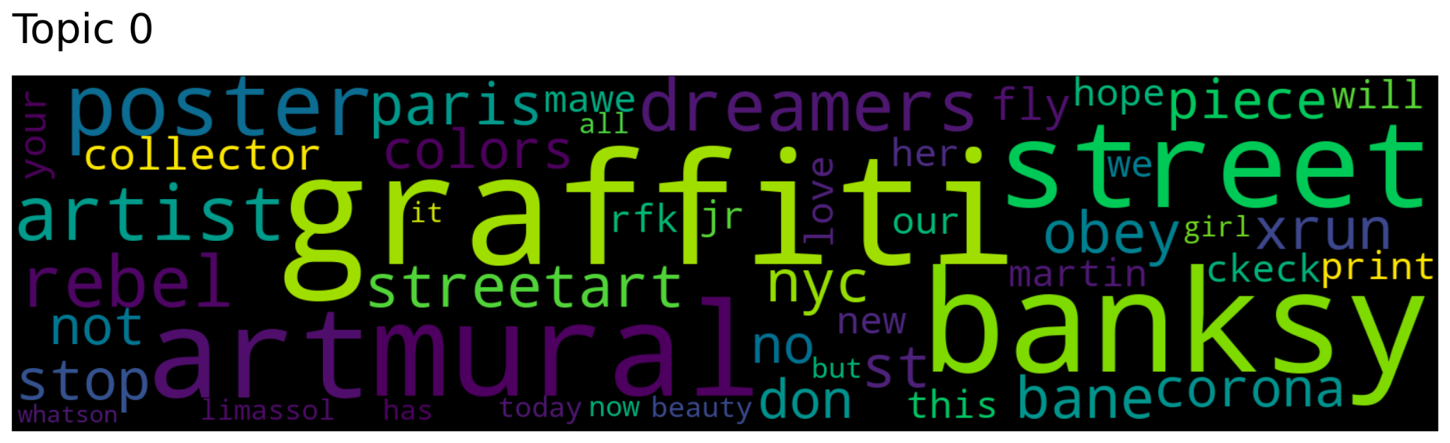 Topic 0
your
poster
paris
mawe
all
dreamers
fly
hope
piece
will
collector
colors
graffiti
love
her
street
we
artist
it
rfk
jr
our
obey
girl
xrun
rebel
streetart
nyc
martin
ckeck
print
not
art
mural
no
new
banksy
stop
but
st
whatson
limassol
has
today
now
beauty
don
this
bane
corona